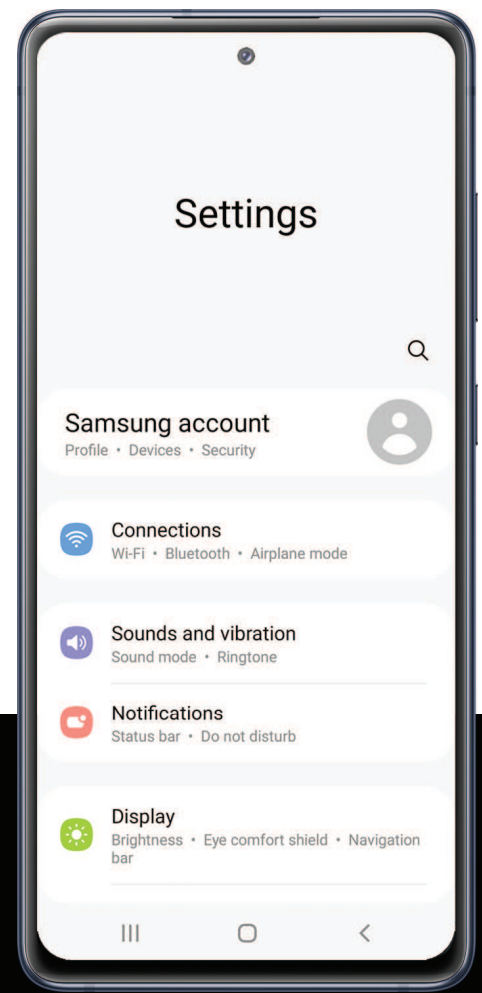 Settings
Samsung account
Profile • Devices • Security
Connections
Wi-Fi • Bluetooth • Airplane mode
Sounds and vibration
Sound mode • Ringtone
Notifications
Status bar • Do not disturb
Display
Brightness • Eye comfort shield • Navigation
bar